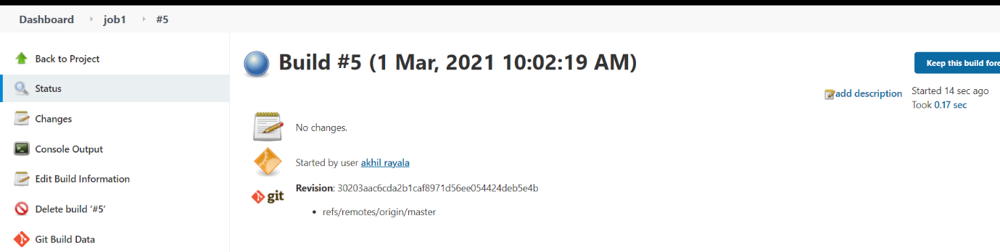 Dashboard job1 #5
Back to Project
Status
Changes
Console Output
Edit Build Information
Delete build ‘#5’
Git Build Data
Build #5 (1 Mar, 2021 10:02:19 AM)
Keep this build fore
add description
Started 14 sec ago
Took 0.17 sec
No changes.
Started by user akhil rayala
git
Revision: 30203aac6cda2b1caf8971d56ee054424deb5e4b
• refs/remotes/origin/master